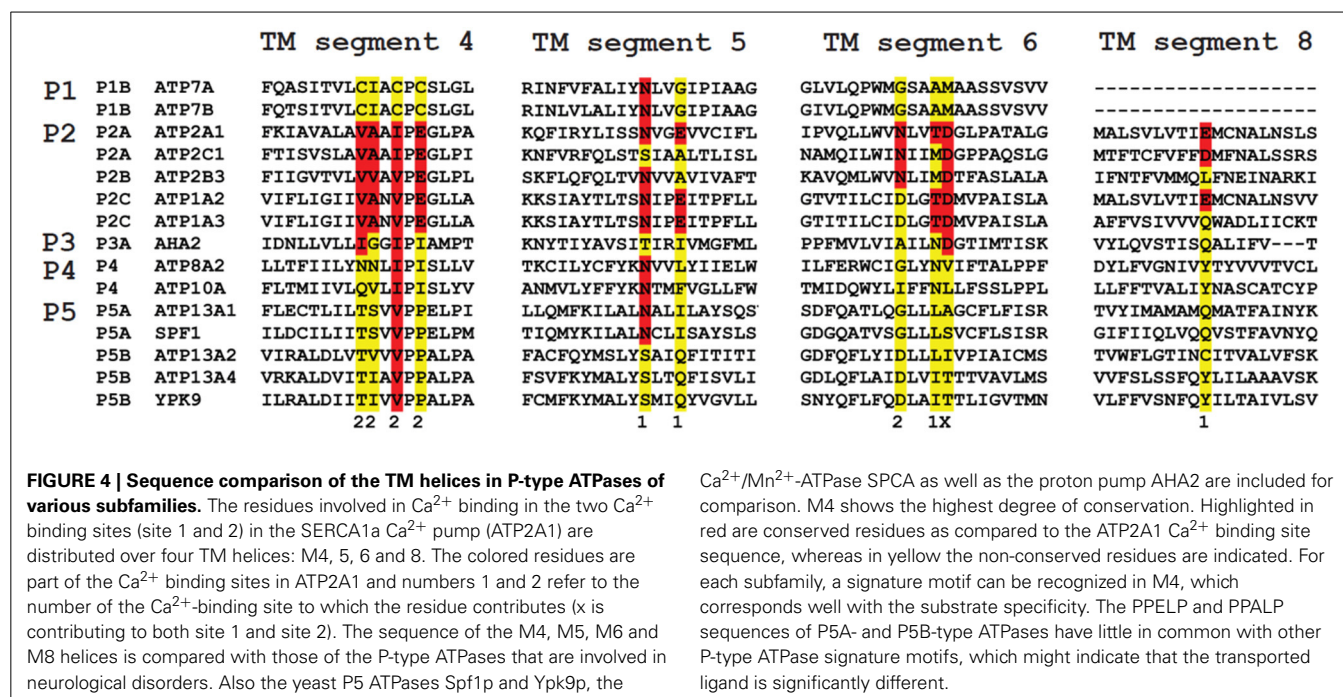 TM segment 4 TM segment 5 TM segment 6 TM segment 8
P1 P1B ATP7A FQASITVLCIACPCSLGL RINFVFALIYNLVGIPIAAG GLVLQPWMGSAAMAASSVSVV -------------------
P1B ATP7B FQTSITVLCIACPCSLGL RINLVLALIYNLVGIPIAAG GIVLQPWMGSAAMAASSVSVV -------------------
P2 P2A ATP2A1 FKIAVALAVAAIPEGLPA KQFIRYLISSNVGEVVCIFL IPVQLLWVNLVTDGLPATALG MALSVLVTIEMCNALNSLS
P2A ATP2C1 FTISVSLAVAAIPEGLPI KNFVRFQLSTSIAALTLISL NAMQILWINIIMDGPPAQSLG MTFTCFVFFDMFNALSSRS
P2B ATP2B3 FIIGVTVLVVAVPEGLPL SKFLQFQLTVNVVAVIVAFT KAVQMLWVNLIMDTFASLALA IFNTFVMMQLFNEINARKI
P2C ATP1A2 VIFLIGIIVANVPEGLLA KKSIAYTLTSNIPEITPFLL GTVTILCIDLGTDMVPAISLA MALSVLVTIEMCNALNSVV
P2C ATP1A3 VIFLIGIIVANVPEGLLA KKSIAYTLTSNIPEITPFLL GTITILCIDLGTDMVPAISLA AFFVSIVVVQWADLIICKT
P3 P3A AHA2 IDNLLVLLIGGIPIAMPT KNYTIYAVSITIRIVMGFML PPFMVLVIAILNDGTIMTISK VYLQVSTISQALIFV---T
P4 P4 ATP8A2 LLTFIILYNNLIPISLLV TKCILYCFYKNVVLYIIELW ILFERWCIGLYNVIFTALPPF DYLFVGNIVYTYVVVTVCL
P4 ATP10A FLTMIIVLQVLIPISLYV ANMVLYFFYKNTMFVGLLFW TMIDQWYLIFFNLLFSSLPPL LLFFTVALIYNASCATCYP
P5 P5A ATP13A1 FLECTLILTSVVPPELPI LLQMFKILALNALILAYSQS SDFQATLQGLLLAGCFLFISR TVYIMAMAMQMATFAINYK
P5A SPF1 ILDCILIITSVVPPELPM TIQMYKILALNCLISAYSLS GDGQATVSGLLLSVCFLFISR GIFIIQLVQQVSTFAVNYQ
P5B ATP13A2 VIRALDLVTVVVPPALPA FACFQYMSLYSAIQFITITI GDFQFLYIDLLLIVPIAICMS TVWFLGTINCITVALVFSK
P5B ATP13A4 VRKALDVITIAVPPALPA FSVFKYMALYSLTQFISVLI GDLQFLAIDLVITTTVAVLMS VVFSLSSFQYLILAAAVSK
P5B YPK9 ILRALDIITIVVPPALPA FCMFKYMALYSMIQYVGVLL SNYQFLFQDLAITTLIGVTMN VLFFVSNFQYILTAIVLSV
22 2 2 1 1 2 1X 1
FIGURE 4 | Sequence comparison of the TM helices in P-type ATPases of
various subfamilies. The residues involved in Ca²⁺ binding in the two Ca²⁺
binding sites (site 1 and 2) in the SERCA1a Ca²⁺ pump (ATP2A1) are
distributed over four TM helices: M4, 5, 6 and 8. The colored residues are
part of the Ca²⁺ binding sites in ATP2A1 and numbers 1 and 2 refer to the
number of the Ca²⁺-binding site to which the residue contributes (x is
contributing to both site 1 and site 2). The sequence of the M4, M5, M6 and
M8 helices is compared with those of the P-type ATPases that are involved in
neurological disorders. Also the yeast P5 ATPases Spf1p and Ypk9p, the
Ca²⁺/Mn²⁺-ATPase SPCA as well as the proton pump AHA2 are included for
comparison. M4 shows the highest degree of conservation. Highlighted in
red are conserved residues as compared to the ATP2A1 Ca²⁺ binding site
sequence, whereas in yellow the non-conserved residues are indicated. For
each subfamily, a signature motif can be recognized in M4, which
corresponds well with the substrate specificity. The PPELP and PPALP
sequences of P5A- and P5B-type ATPases have little in common with other
P-type ATPase signature motifs, which might indicate that the transported
ligand is significantly different.